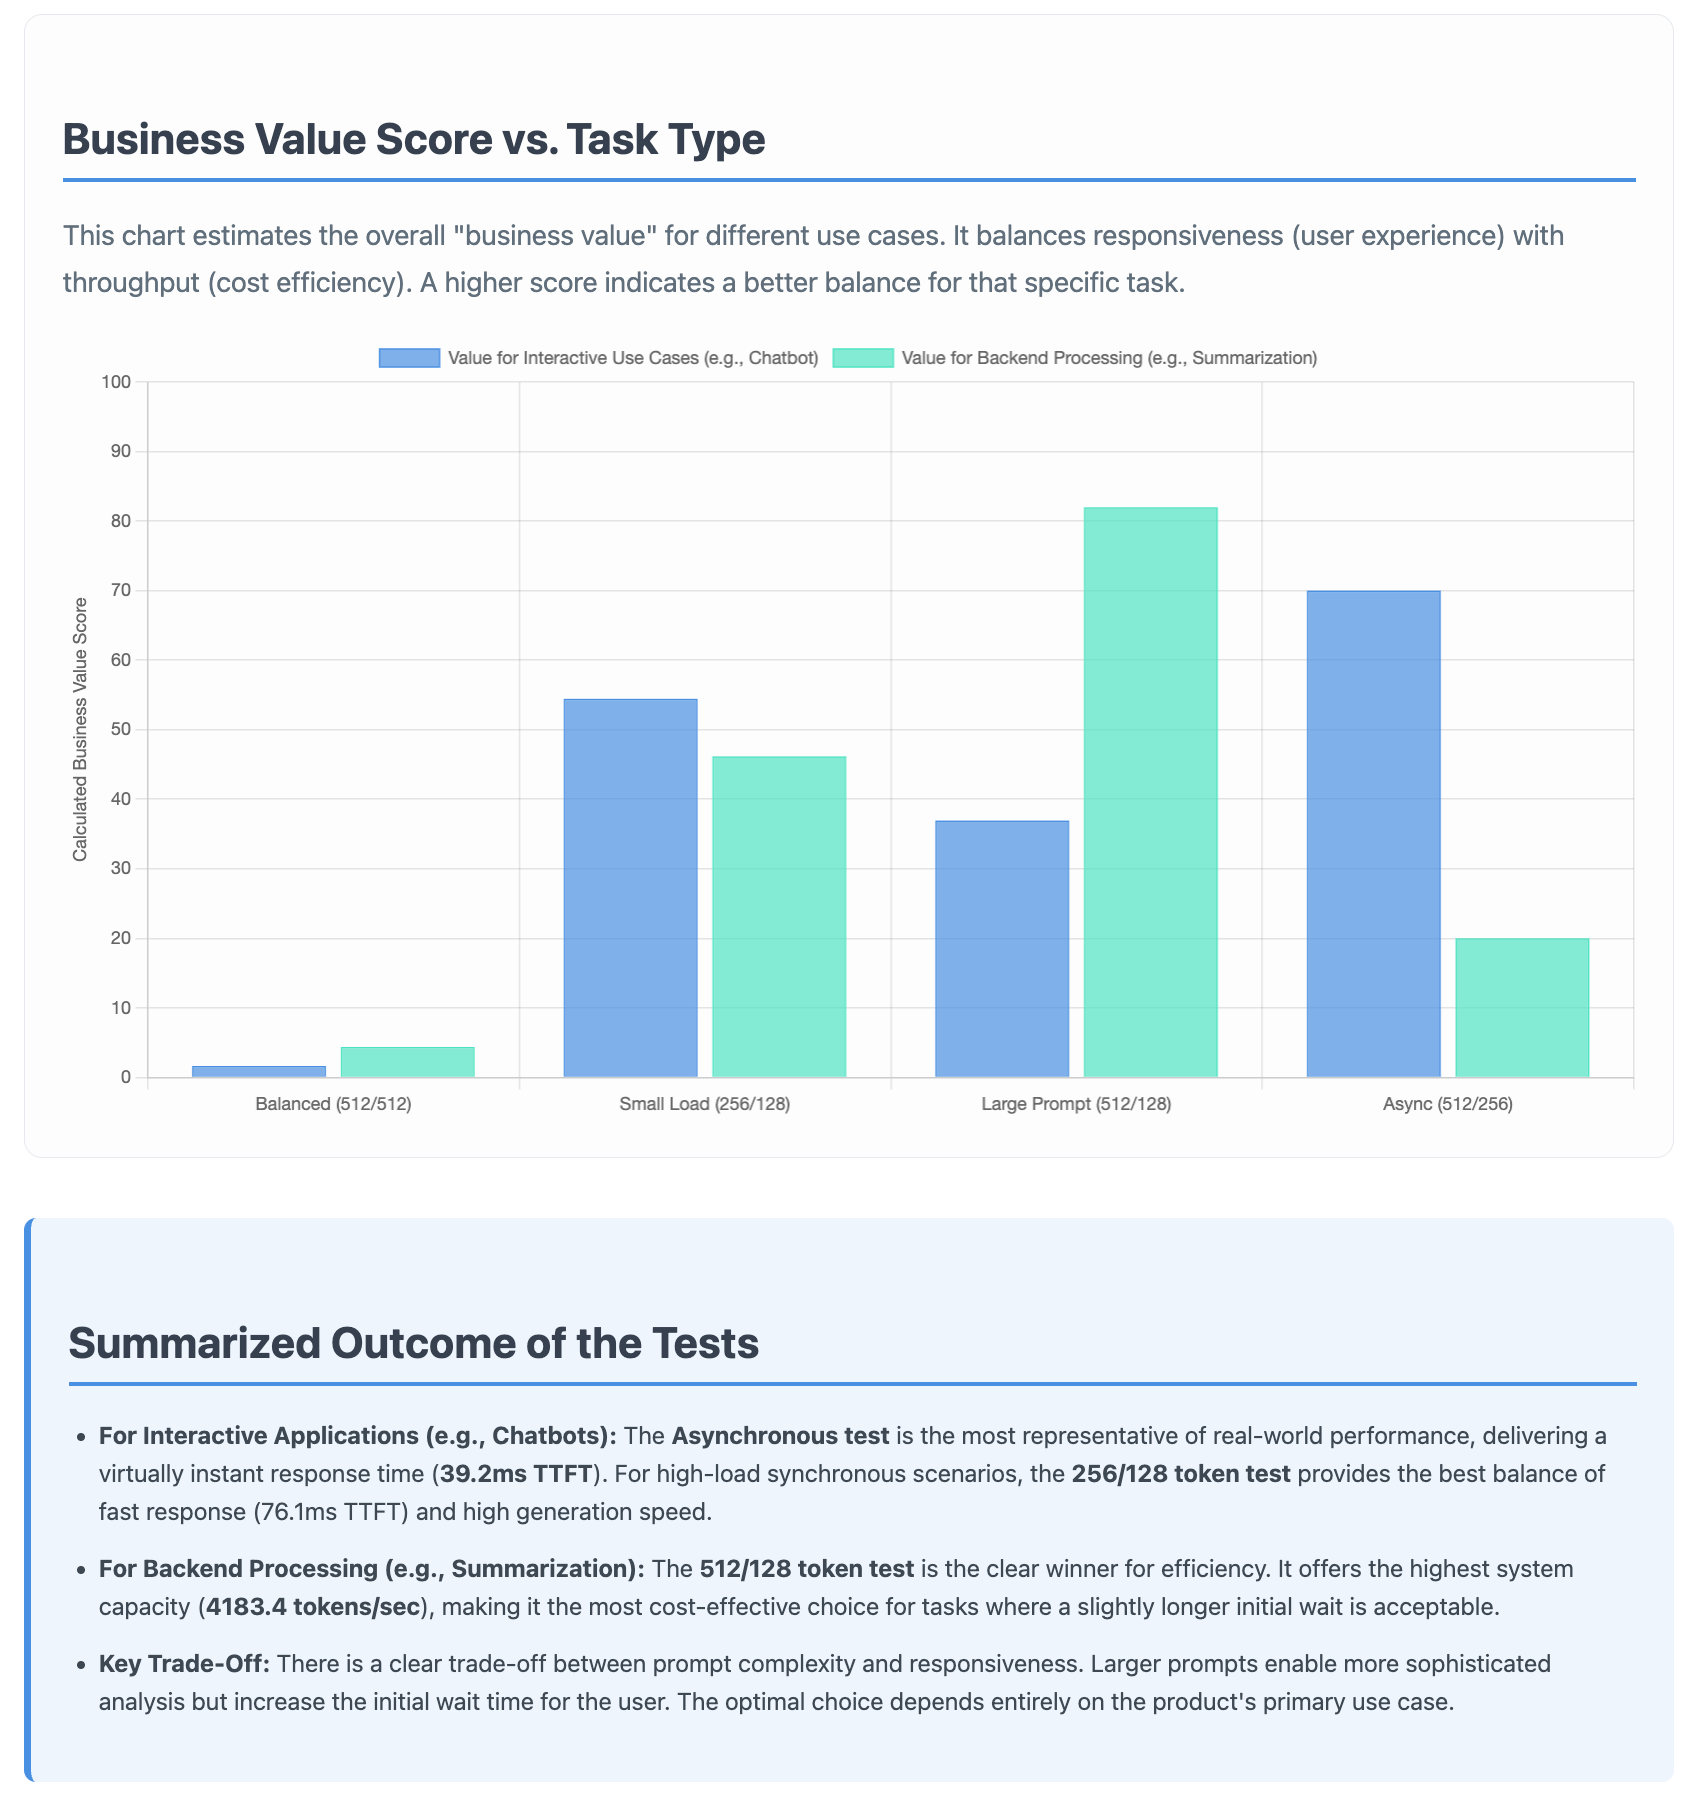 Business Value Score vs. Task Type
This chart estimates the overall "business value" for different use cases. It balances responsiveness (user experience) with
throughput (cost efficiency). A higher score indicates a better balance for that specific task.
Value for Interactive Use Cases (e.g., Chatbot)
Value for Backend Processing (e.g., Summarization)
Calculated Business Value Score
100
90
80
70
60
50
40
30
20
10
0
Balanced (512/512)
Small Load (256/128)
Large Prompt (512/128)
Async (512/256)
Summarized Outcome of the Tests
• For Interactive Applications (e.g., Chatbots): The Asynchronous test is the most representative of real-world performance, delivering a
virtually instant response time (39.2ms TTFT). For high-load synchronous scenarios, the 256/128 token test provides the best balance of
fast response (76.1ms TTFT) and high generation speed.
• For Backend Processing (e.g., Summarization): The 512/128 token test is the clear winner for efficiency. It offers the highest system
capacity (4183.4 tokens/sec), making it the most cost-effective choice for tasks where a slightly longer initial wait is acceptable.
• Key Trade-Off: There is a clear trade-off between prompt complexity and responsiveness. Larger prompts enable more sophisticated
analysis but increase the initial wait time for the user. The optimal choice depends entirely on the product's primary use case.